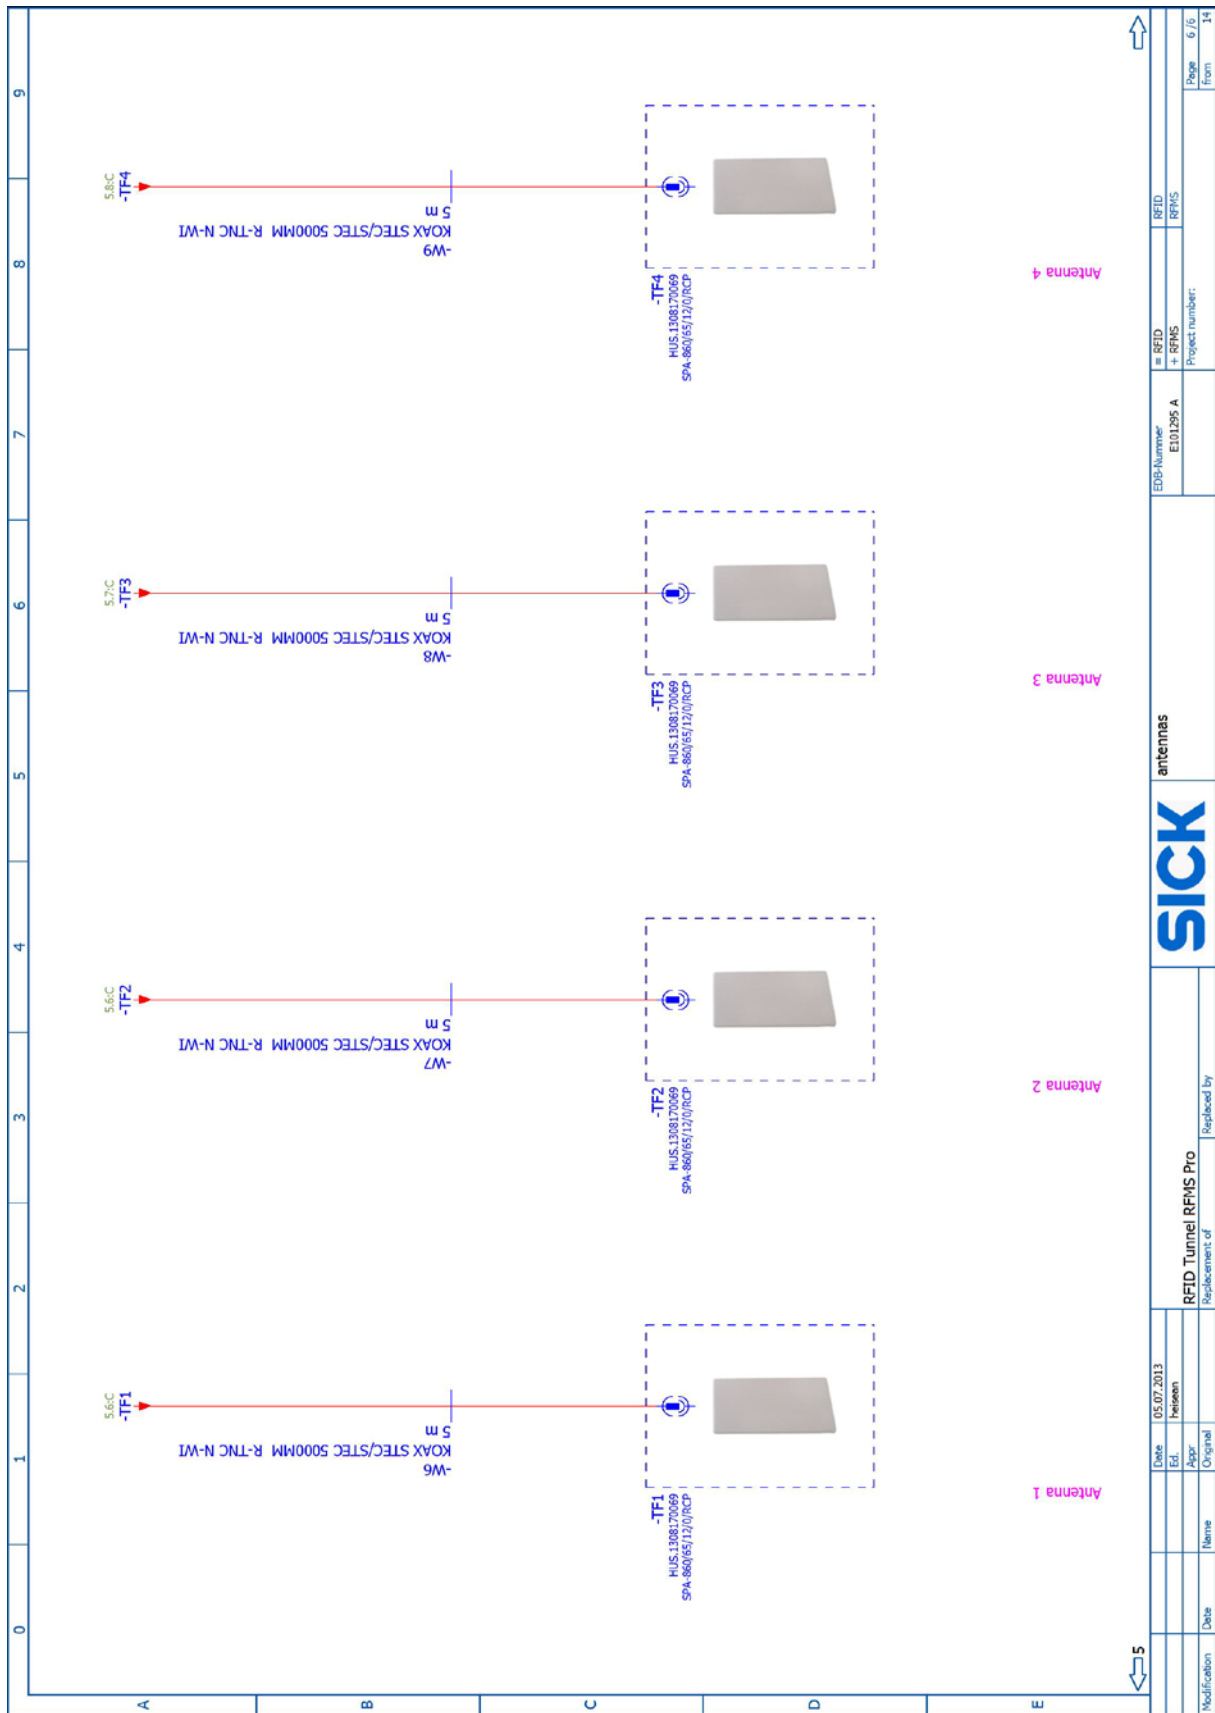 0
1
2
3
4
5
6
7
8
9
A
B
C
D
E
5.6:C
-TF1
5.6:C
-TF2
5.7:C
-TF3
5.8:C
-TF4
-W6
KOAX STEC/STEC 5000MM R-TNC N-WI
5 m
-W7
KOAX STEC/STEC 5000MM R-TNC N-WI
5 m
-W8
KOAX STEC/STEC 5000MM R-TNC N-WI
5 m
-W9
KOAX STEC/STEC 5000MM R-TNC N-WI
5 m
-TF1
HUS.1308170069
SPA-860/65/12/0/RCP
-TF2
HUS.1308170069
SPA-860/65/12/0/RCP
-TF3
HUS.1308170069
SPA-860/65/12/0/RCP
-TF4
HUS.1308170069
SPA-860/65/12/0/RCP
Antenna 1
Antenna 2
Antenna 3
Antenna 4
5
Date 05.07.2013
Ed. heiseen
Appr
Modification Date Name Original
RFID Tunnel RFMS Pro
Replacement of Replaced by
SICK
antennas
EDB-Nummer
E101295 A
= RFID RFID
+ RFMS RFMS
Project number:
Page 6 /6
from 14